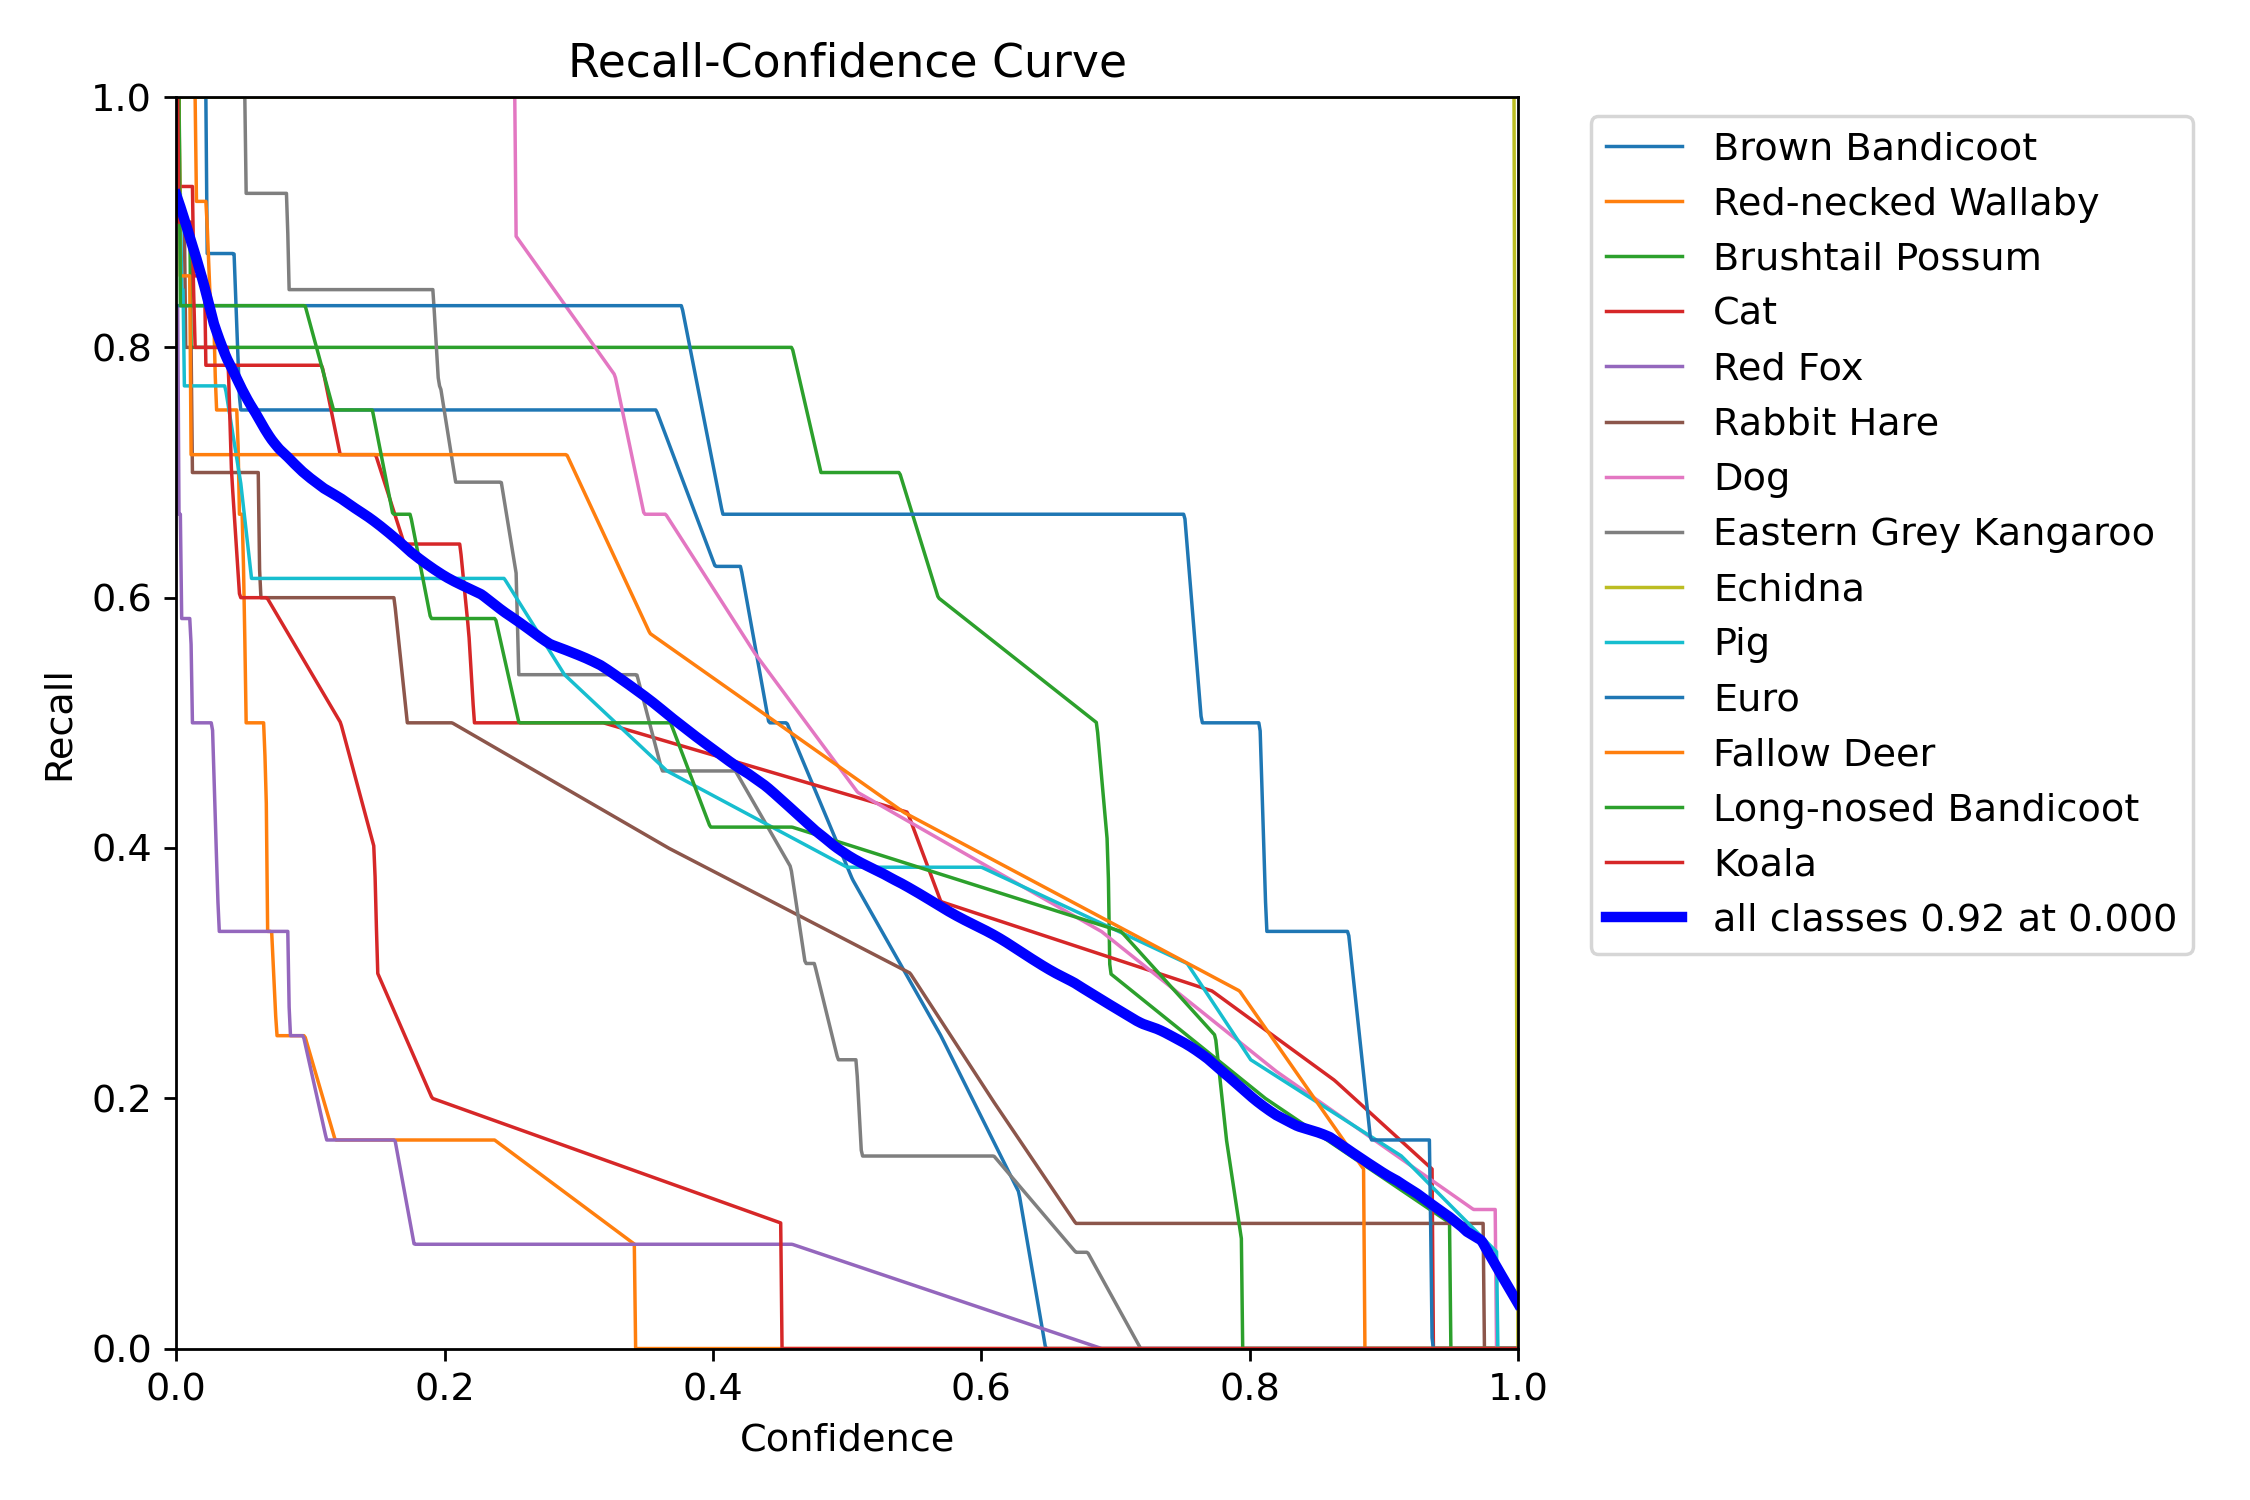 Recall-Confidence Curve
1.0
0.8
0.6
0.4
0.2
0.0
Recall
0.0 0.2 0.4 0.6 0.8 1.0
Confidence
Brown Bandicoot
Red-necked Wallaby
Brushtail Possum
Cat
Red Fox
Rabbit Hare
Dog
Eastern Grey Kangaroo
Echidna
Pig
Euro
Fallow Deer
Long-nosed Bandicoot
Koala
all classes 0.92 at 0.000